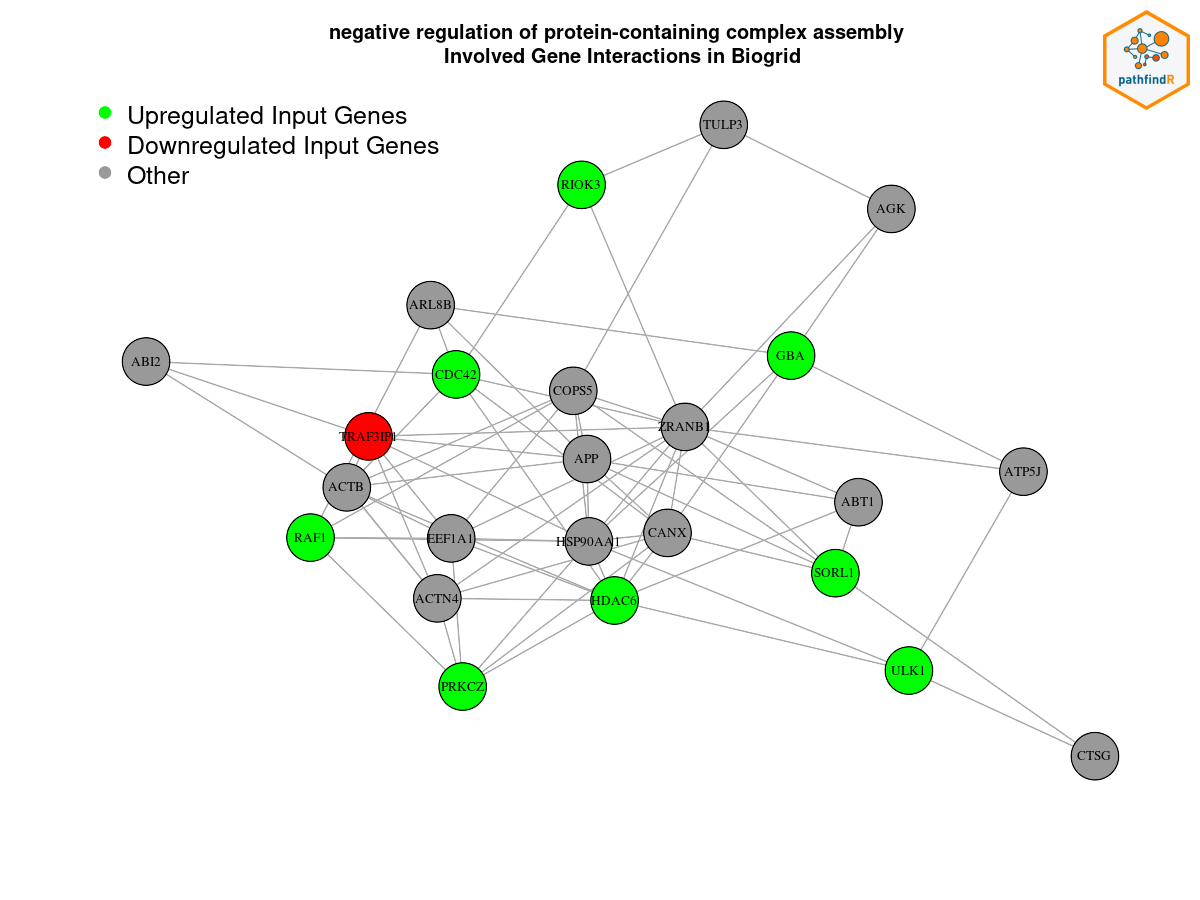 negative regulation of protein-containing complex assembly
Involved Gene Interactions in Biogrid
pathfindR
Upregulated Input Genes
Downregulated Input Genes
Other
TULP3
RIOK3
AGK
ARL8B
ABI2
GBA
CDC42
COPS5
ZRANB1
TRAF3IP1
APP
ATP5J
ACTB
ABT1
RAF1
EEF1A1
HSP90AA1
CANX
SORL1
ACTN4
HDAC6
ULK1
PRKCZ
CTSG